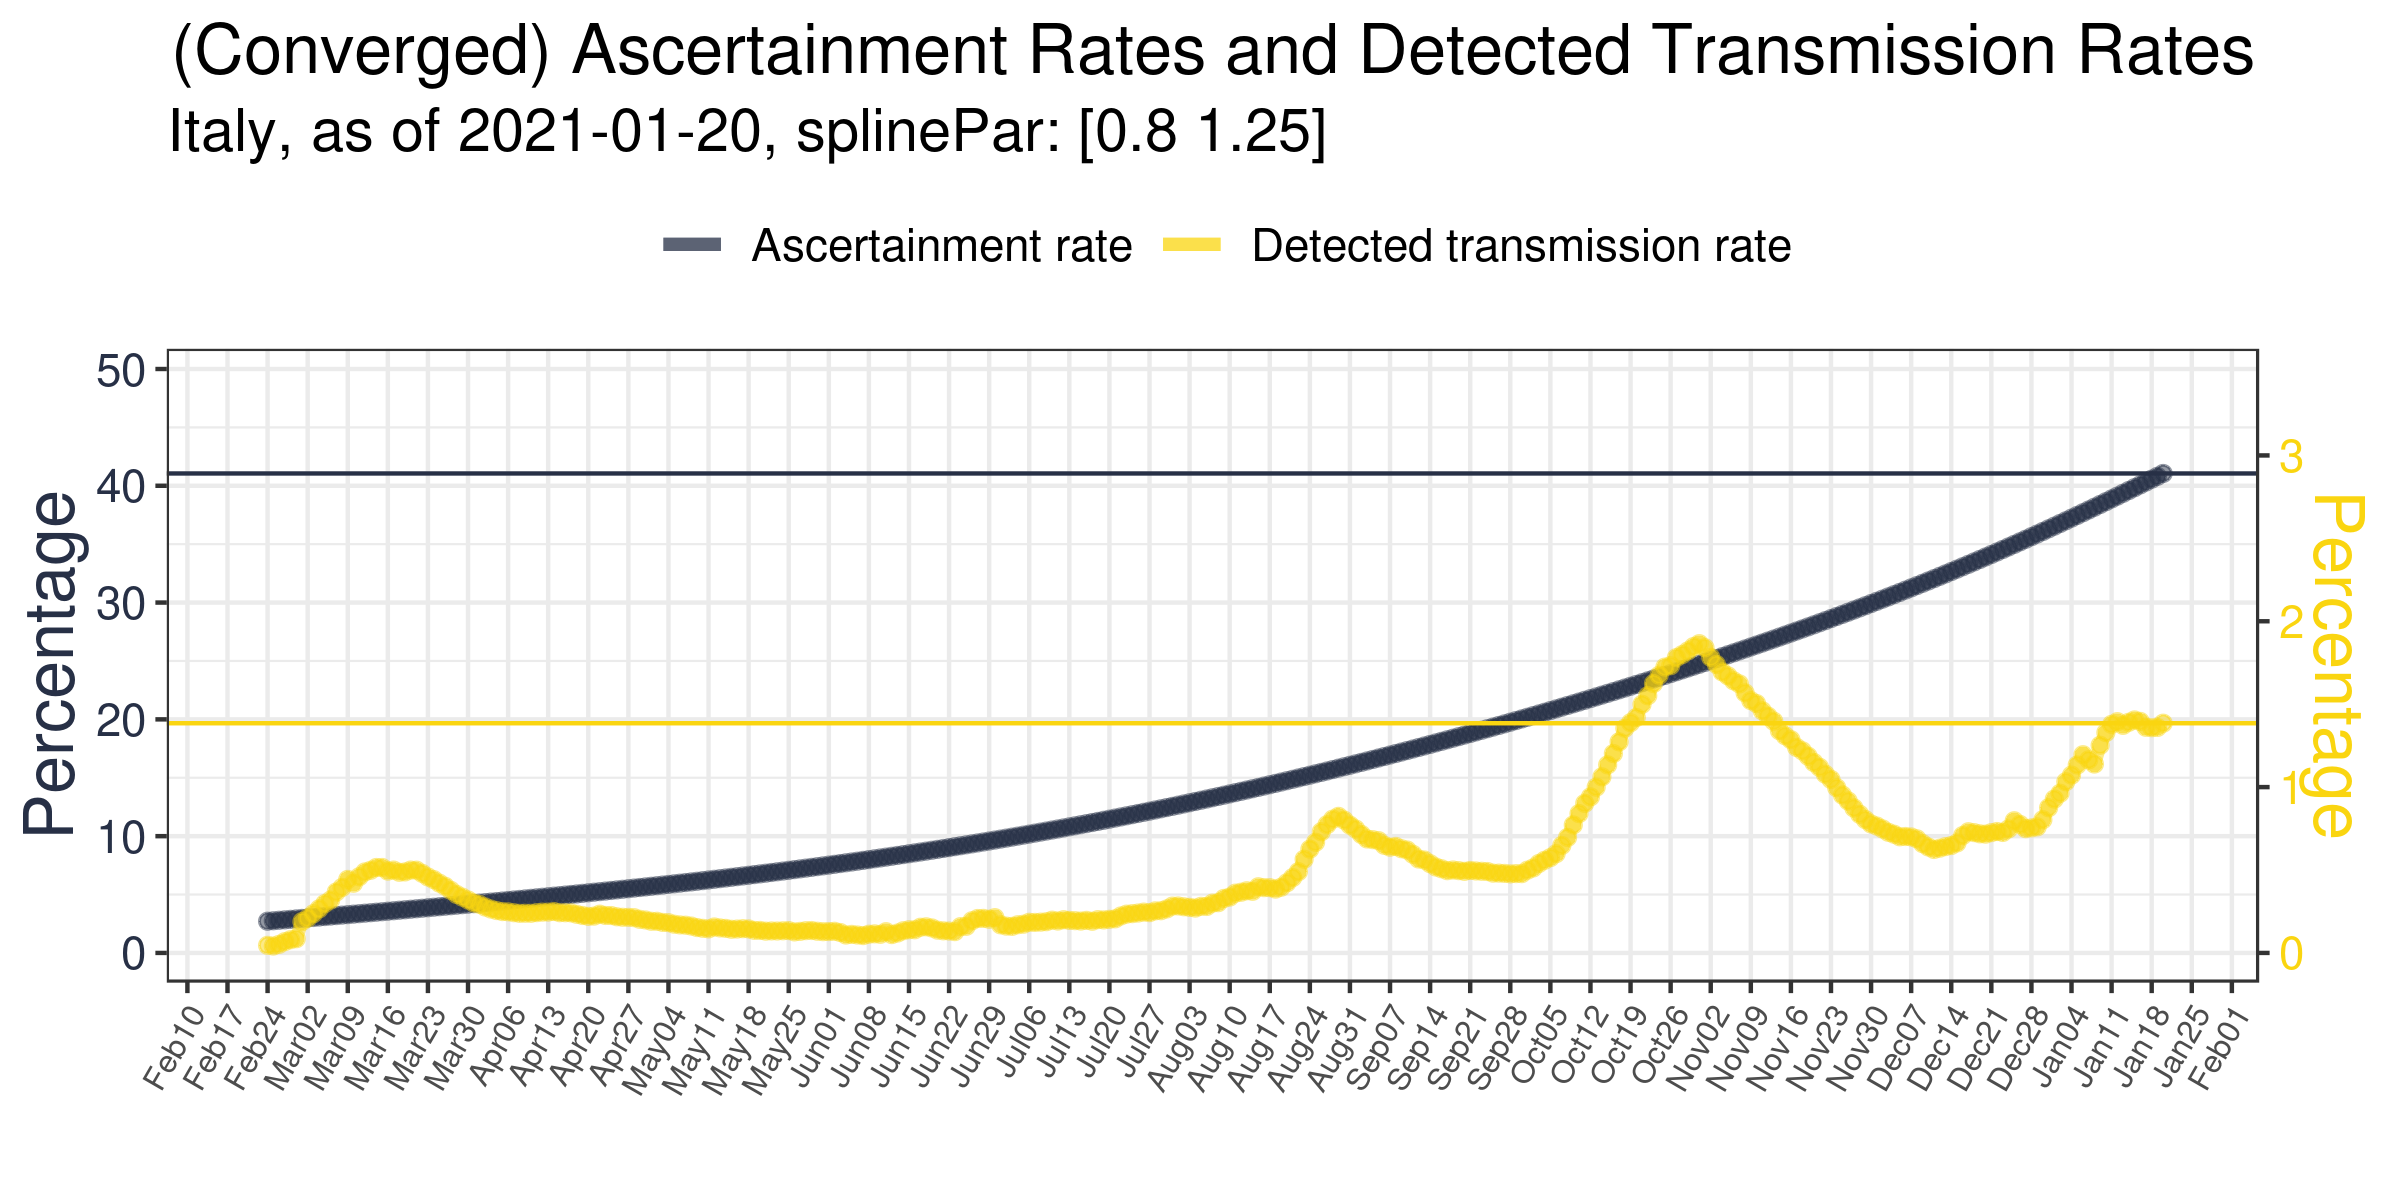 (Converged) Ascertainment Rates and Detected Transmission Rates
Italy, as of 2021-01-20, splinePar: [0.8 1.25]
Ascertainment rate
Detected transmission rate
Percentage
50
40
30
20
10
0
3
2
1
0
Percentage
Feb10
Feb17
Feb24
Mar02
Mar09
Mar16
Mar23
Mar30
Apr06
Apr13
Apr20
Apr27
May04
May11
May18
May25
Jun01
Jun08
Jun15
Jun22
Jun29
Jul06
Jul13
Jul20
Jul27
Aug03
Aug10
Aug17
Aug24
Aug31
Sep07
Sep14
Sep21
Sep28
Oct05
Oct12
Oct19
Oct26
Nov02
Nov09
Nov16
Nov23
Nov30
Dec07
Dec14
Dec21
Dec28
Jan04
Jan11
Jan18
Jan25
Feb01